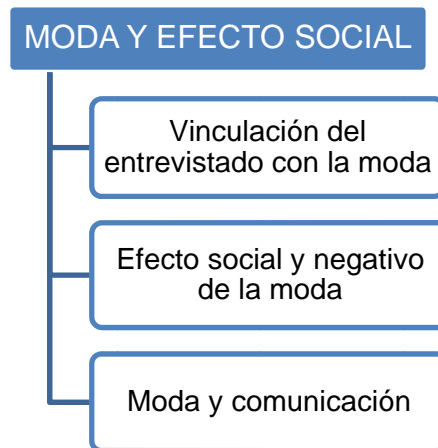 MODA Y EFECTO SOCIAL
Vinculación del
entrevistado con la moda
Efecto social y negativo
de la moda
Moda y comunicación